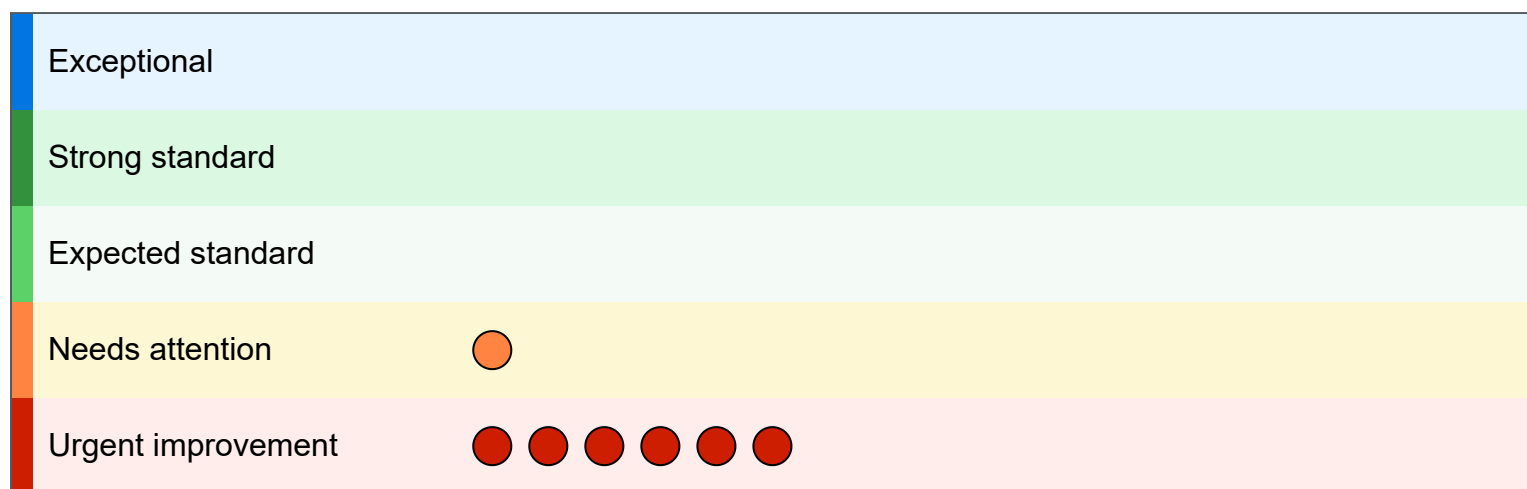 Exceptional
Strong standard
Expected standard
Needs attention
Urgent improvement